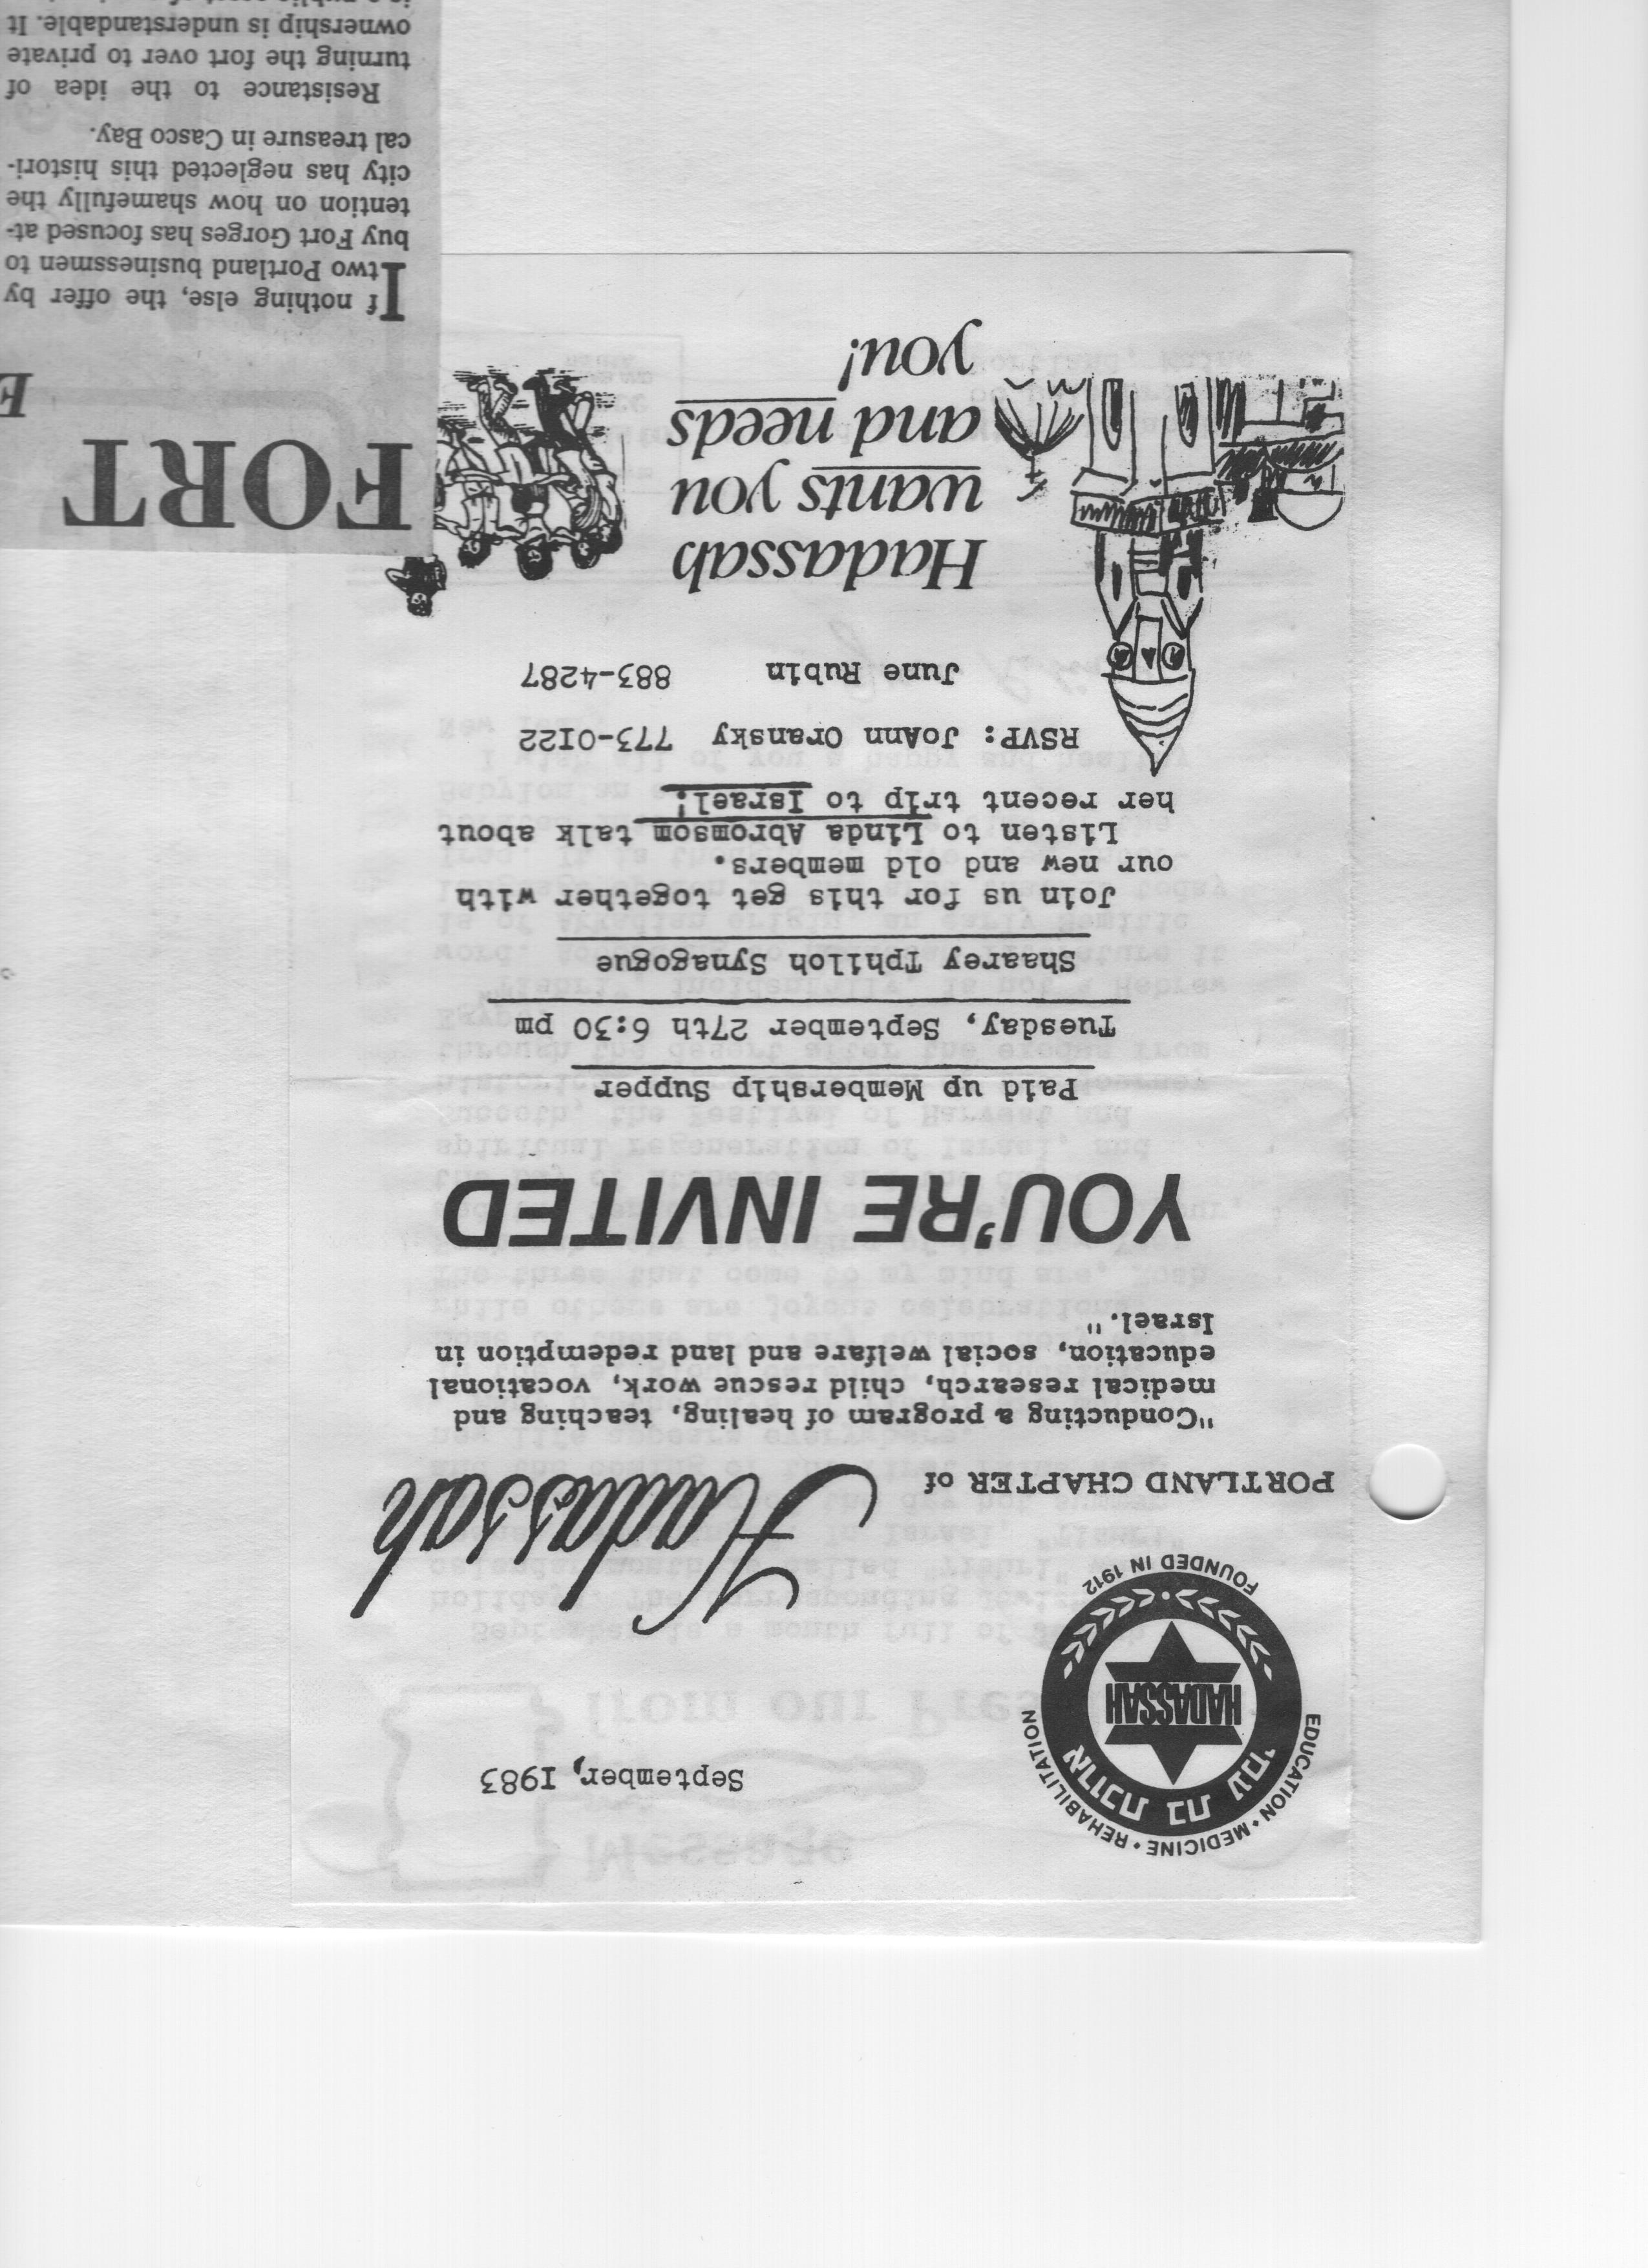 EDUCATION • MEDICINE • REHABILITATION
ארוכת בת עמי
HADASSAH
FOUNDED IN 1912
September, I983
PORTLAND CHAPTER of Hadassah
"Conducting a program of healing, teaching and
medical research, child rescue work, vocational
education, social welfare and land redemption in
Israel."
YOU'RE INVITED
Paid up Membership Supper
Tuesday, September 27th 6:30 pm
Shaarey Tphiloh Synagogue
Join us for this get together with
our new and old members.
Listen to Linda Abromsom talk about
her recent trip to Israel!
RSVP: JoAnn Oransky 773-0I22
June Rubin 883-4287
Hadassah
wants you
and needs
you!
FORT
If nothing else, the offer by
two Portland businessmen to
buy Fort Gorges has focused at-
tention on how shamefully the
city has neglected this histori-
cal treasure in Casco Bay.
Resistance to the idea of
turning the fort over to private
ownership is understandable. It